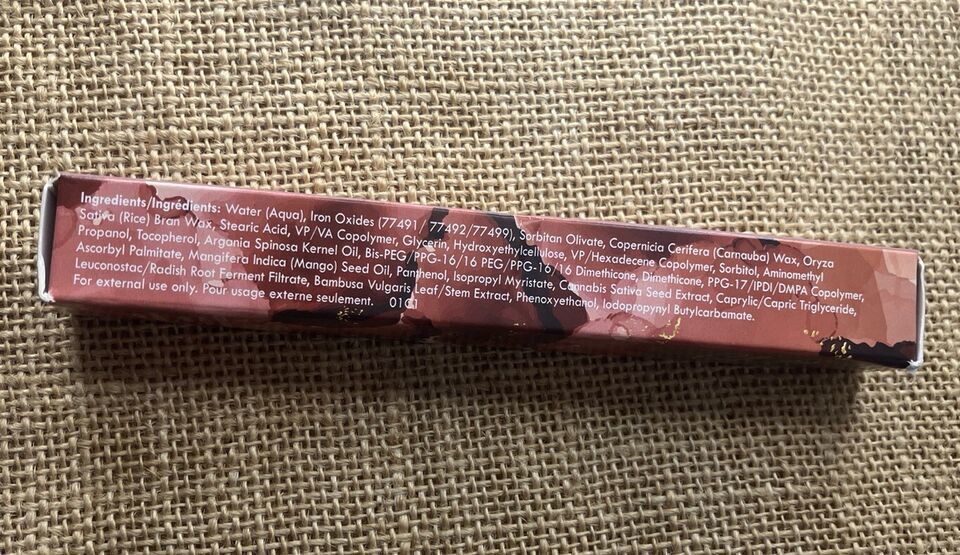 Ingredients/Ingrédients: Water (Aqua), Iron Oxides (77491/ 77492/77499), Sorbitan Olivate, Copernicia Cerifera (Carnauba) Wax, Oryza
Sativa (Rice) Bran Wax, Stearic Acid, VP/VA Copolymer, Glycerin, Hydroxyethylcellulose, VP/Hexadecene Copolymer, Sorbitol, Aminomethyl
Propanol, Tocopherol, Argania Spinosa Kernel Oil, Bis-PEG/PPG-16/16 PEG/PPG-16/16 Dimethicone, Dimethicone, PPG-17/IPDI/DMPA Copolymer,
Ascorbyl Palmitate, Mangifera Indica (Mango) Seed Oil, Panthenol, Isopropyl Myristate, Cannabis Sativa Seed Extract, Caprylic/Capric Triglyceride,
Leuconostac/Radish Root Ferment Filtrate, Bambusa Vulgaris Leaf/Stem Extract, Phenoxyethanol, Iodopropynyl Butylcarbamate.
For external use only. Pour usage externe seulement. 01C1